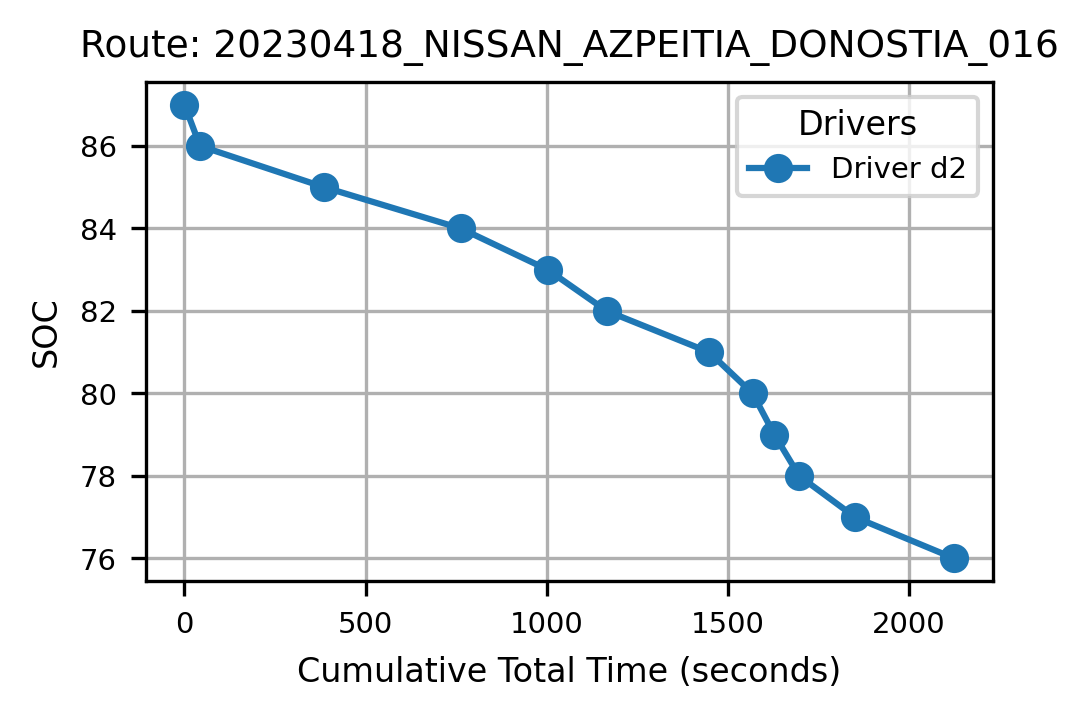 Route: 20230418_NISSAN_AZPEITIA_DONOSTIA_016
Drivers
Driver d2
SOC
86
84
82
80
78
76
0 500 1000 1500 2000
Cumulative Total Time (seconds)